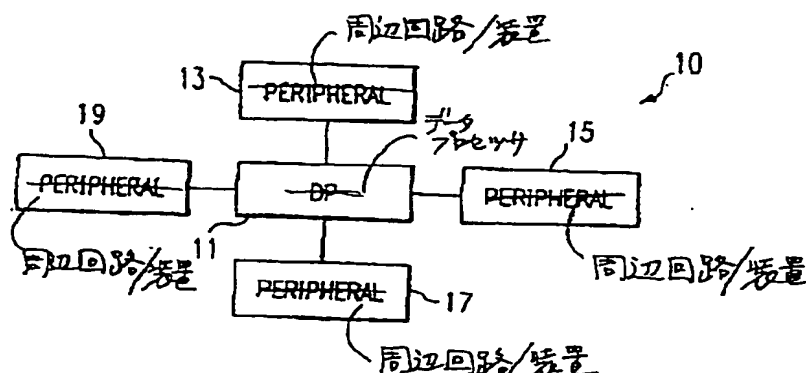 周辺回路/装置
10
13
PERIPHERAL
データ
プロセッサ
19
15
PERIPHERAL
DP
PERIPHERAL
周辺回路/装置
11
周辺回路/装置
PERIPHERAL
17
周辺回路/装置